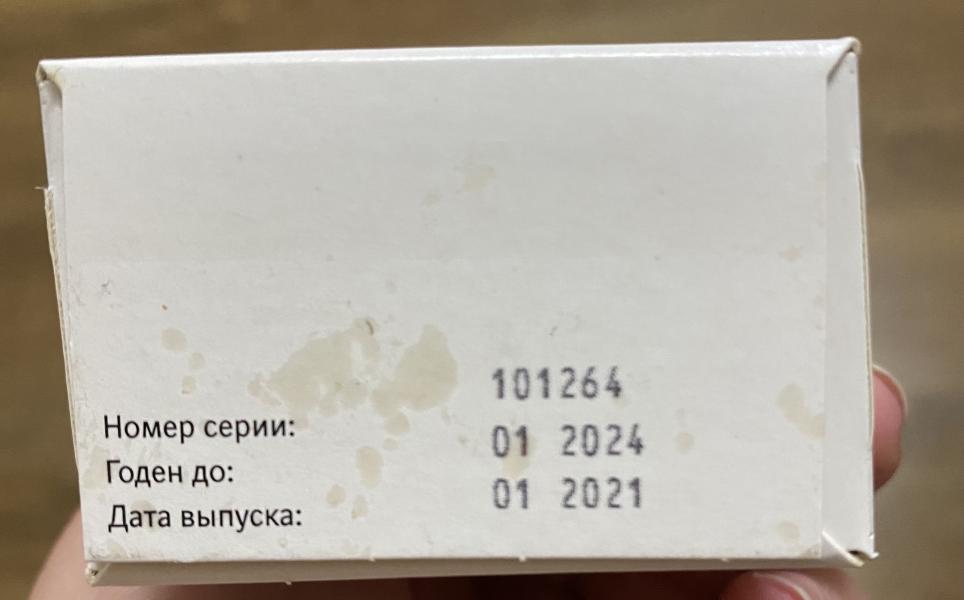 101264
Номер серии:
01 2024
Годен до:
01 2021
Дата выпуска: